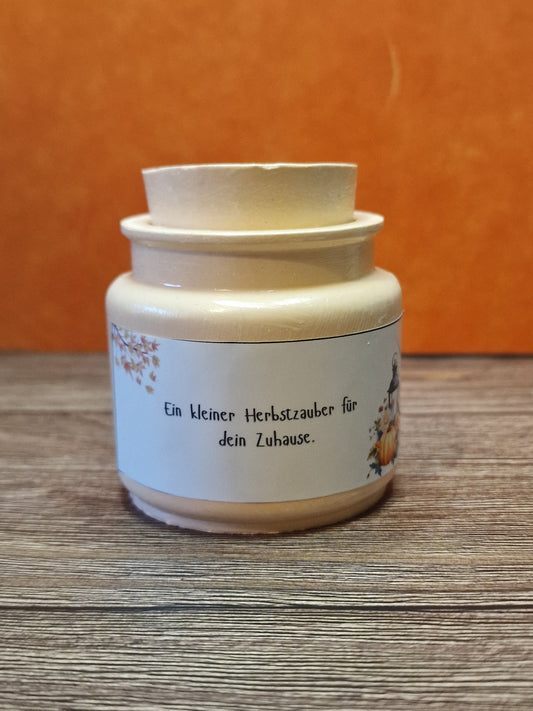 Ein kleiner Herbstzauber für
dein Zuhause.